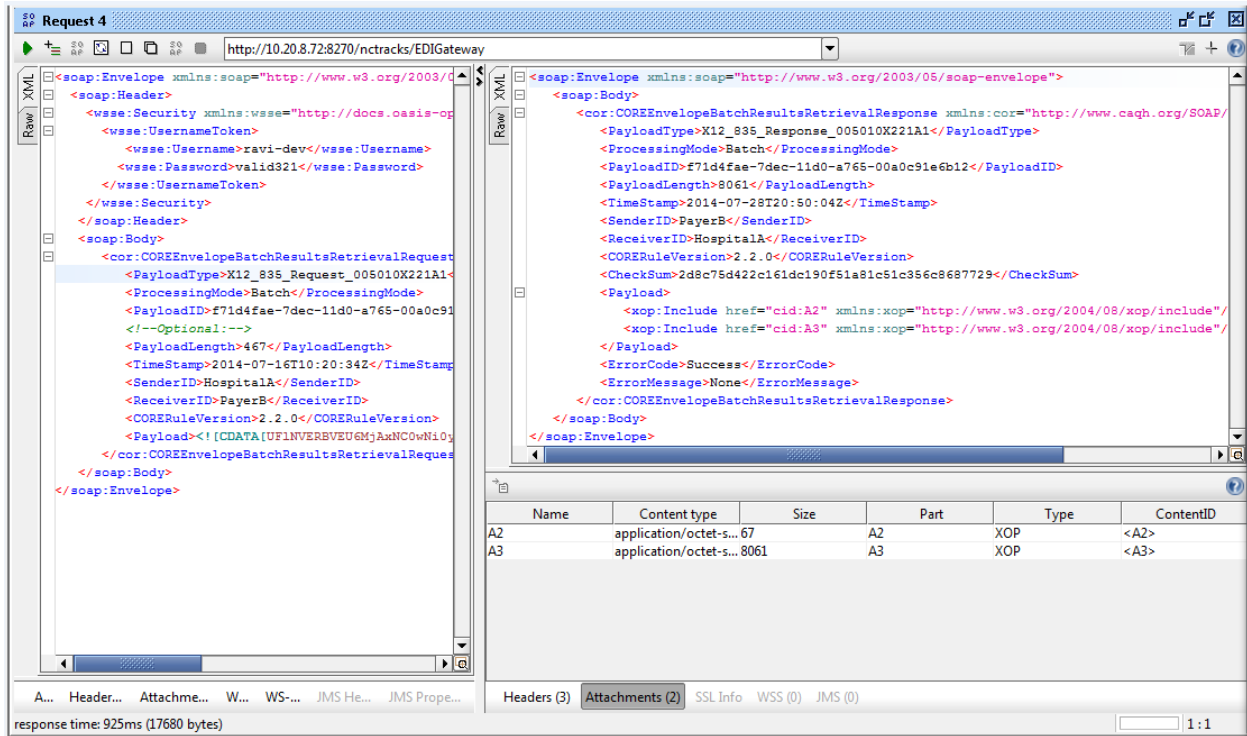 SO AP Request 4
http://10.20.8.72:8270/nctracks/EDIGateway
XML
Raw
<soap:Envelope xmlns:soap="http://www.w3.org/2003/0
<soap:Header>
<wsse:Security xmlns:wsse="http://docs.oasis-op
<wsse:UsernameToken>
<wsse:Username>ravi-dev</wsse:Username>
<wsse:Password>valid321</wsse:Password>
</wsse:UsernameToken>
</wsse:Security>
</soap:Header>
<soap:Body>
<cor:COREEnvelopeBatchResultsRetrievalRequest
<PayloadType>X12_835_Request_005010X221A1<
<ProcessingMode>Batch</ProcessingMode>
<PayloadID>f71d4fae-7dec-11d0-a765-00a0c91
<!--Optional:-->
<PayloadLength>467</PayloadLength>
<TimeStamp>2014-07-16T10:20:34Z</TimeStamp
<SenderID>HospitalA</SenderID>
<ReceiverID>PayerB</ReceiverID>
<CORERuleVersion>2.2.0</CORERuleVersion>
<Payload><![CDATA[UFlNVERBVEU6MjAxNC0wNi0y
</cor:COREEnvelopeBatchResultsRetrievalReques
</soap:Body>
</soap:Envelope>
A... Header... Attachme... W... WS-... JMS He... JMS Prope...
XML
Raw
<soap:Envelope xmlns:soap="http://www.w3.org/2003/05/soap-envelope">
<soap:Body>
<cor:COREEnvelopeBatchResultsRetrievalResponse xmlns:cor="http://www.caqh.org/SOAP/
<PayloadType>X12_835_Response_005010X221A1</PayloadType>
<ProcessingMode>Batch</ProcessingMode>
<PayloadID>f71d4fae-7dec-11d0-a765-00a0c91e6b12</PayloadID>
<PayloadLength>8061</PayloadLength>
<TimeStamp>2014-07-28T20:50:04Z</TimeStamp>
<SenderID>PayerB</SenderID>
<ReceiverID>HospitalA</ReceiverID>
<CORERuleVersion>2.2.0</CORERuleVersion>
<CheckSum>2d8c75d422c161dc190f51a81c51c356c8687729</CheckSum>
<Payload>
<xop:Include href="cid:A2" xmlns:xop="http://www.w3.org/2004/08/xop/include"/
<xop:Include href="cid:A3" xmlns:xop="http://www.w3.org/2004/08/xop/include"/
</Payload>
<ErrorCode>Success</ErrorCode>
<ErrorMessage>None</ErrorMessage>
</cor:COREEnvelopeBatchResultsRetrievalResponse>
</soap:Body>
</soap:Envelope>
Name Content type Size Part Type ContentID
A2 application/octet-s... 67 A2 XOP <A2>
A3 application/octet-s... 8061 A3 XOP <A3>
Headers (3) Attachments (2) SSL Info WSS (0) JMS (0)
response time: 925ms (17680 bytes)
1 : 1